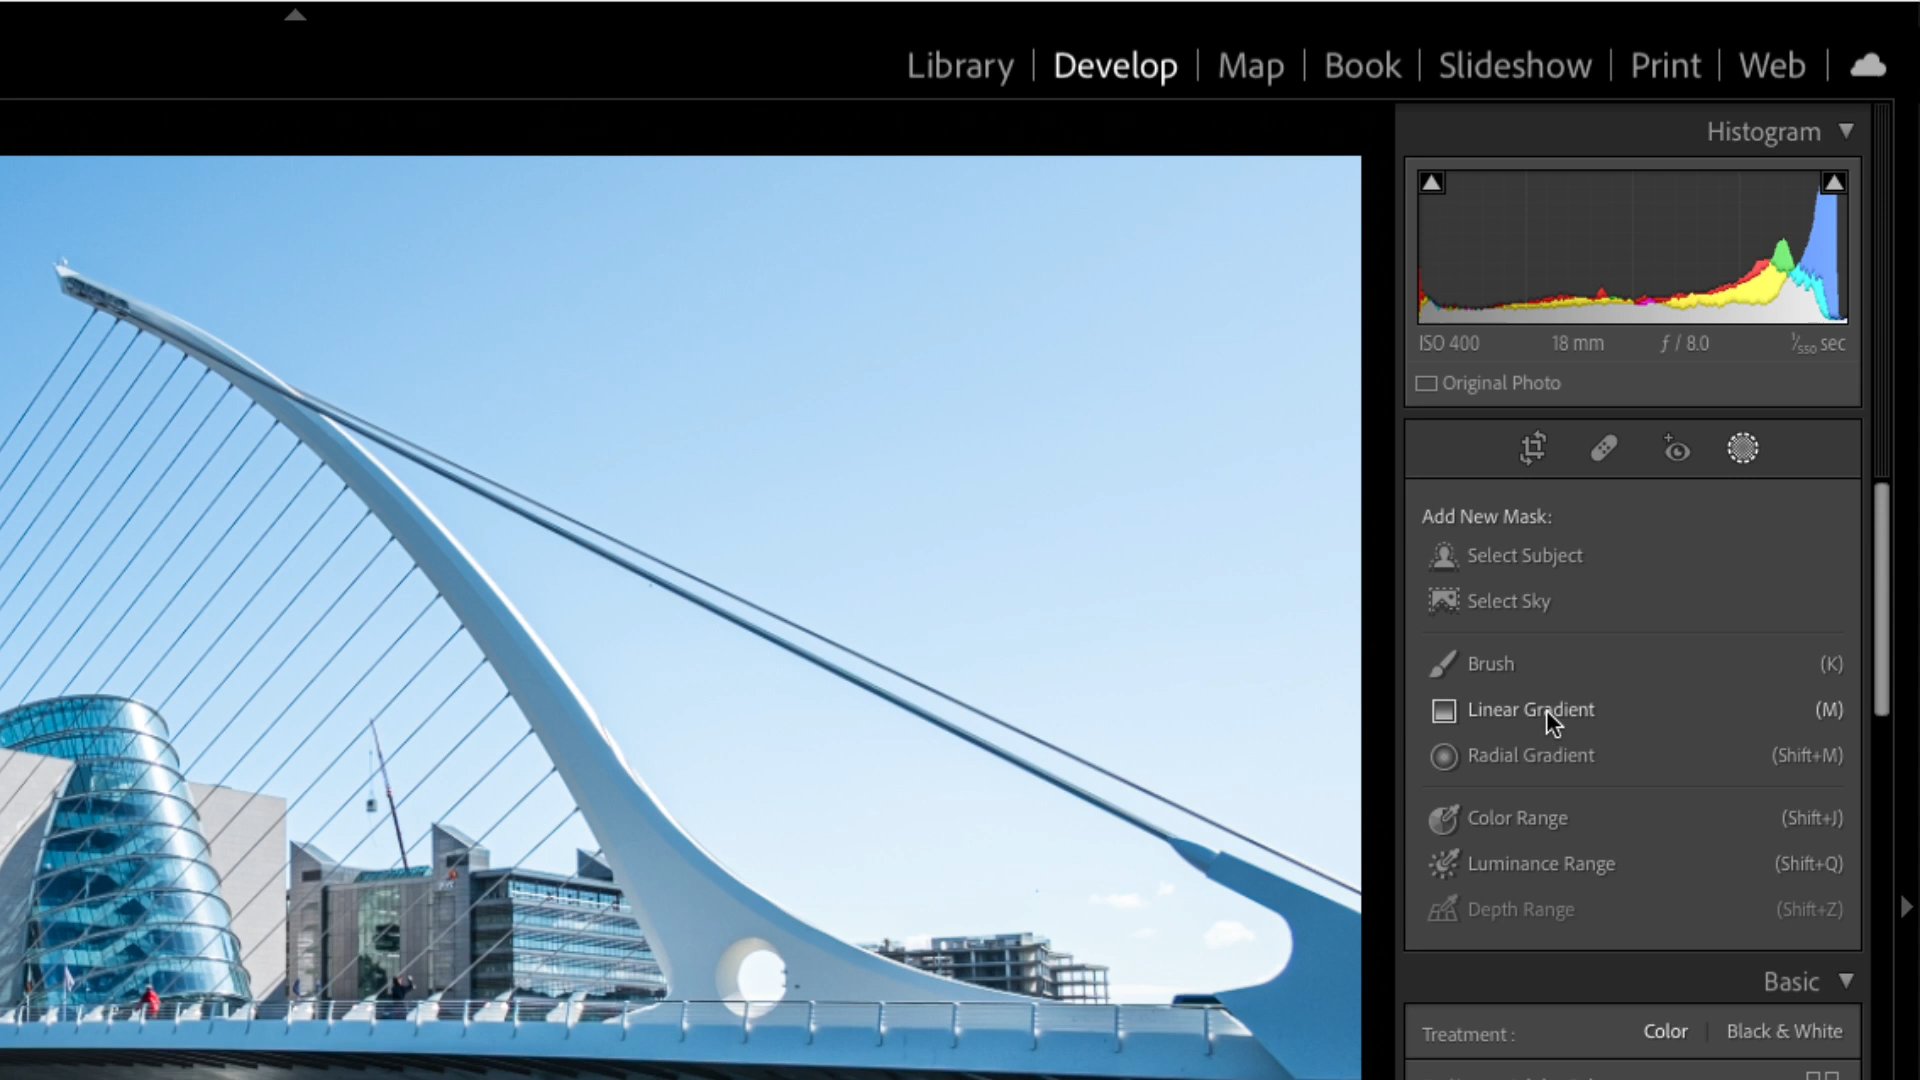 Library | Develop | Map | Book | Slideshow | Print | Web |
Histogram
ISO 400 18 mm ƒ / 8.0 1/550 sec
Original Photo
Add New Mask:
Select Subject
Select Sky
Brush (K)
Linear Gradient (M)
Radial Gradient (Shift+M)
Color Range (Shift+J)
Luminance Range (Shift+Q)
Depth Range (Shift+Z)
Basic
Treatment : Color | Black & White